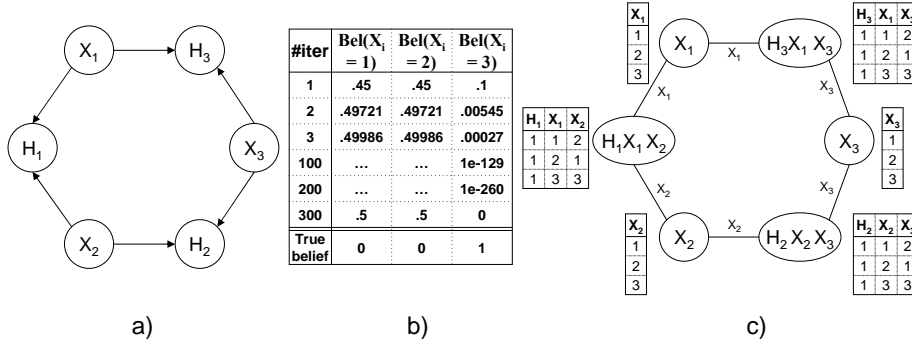 X1
H3
H1
X3
X2
H2
a)
#iter Bel(Xi = 1) Bel(Xi = 2) Bel(Xi = 3)
1 .45 .45 .1
2 .49721 .49721 .00545
3 .49986 .49986 .00027
100 ... ... 1e-129
200 ... ... 1e-260
300 .5 .5 0
True belief 0 0 1
b)
X1
1
2
3
X1
X1
H3X1 X3
H3 X1 X
1 1 2
1 2 1
1 3 3
X1
X3
H1 X1 X2
1 1 2
1 2 1
1 3 3
H1X1 X2
X3
X3
1
2
3
X2
X3
X2
1
2
3
X2
X2
H2 X2 X3
H2 X2 X
1 1 2
1 2 1
1 3 3
c)